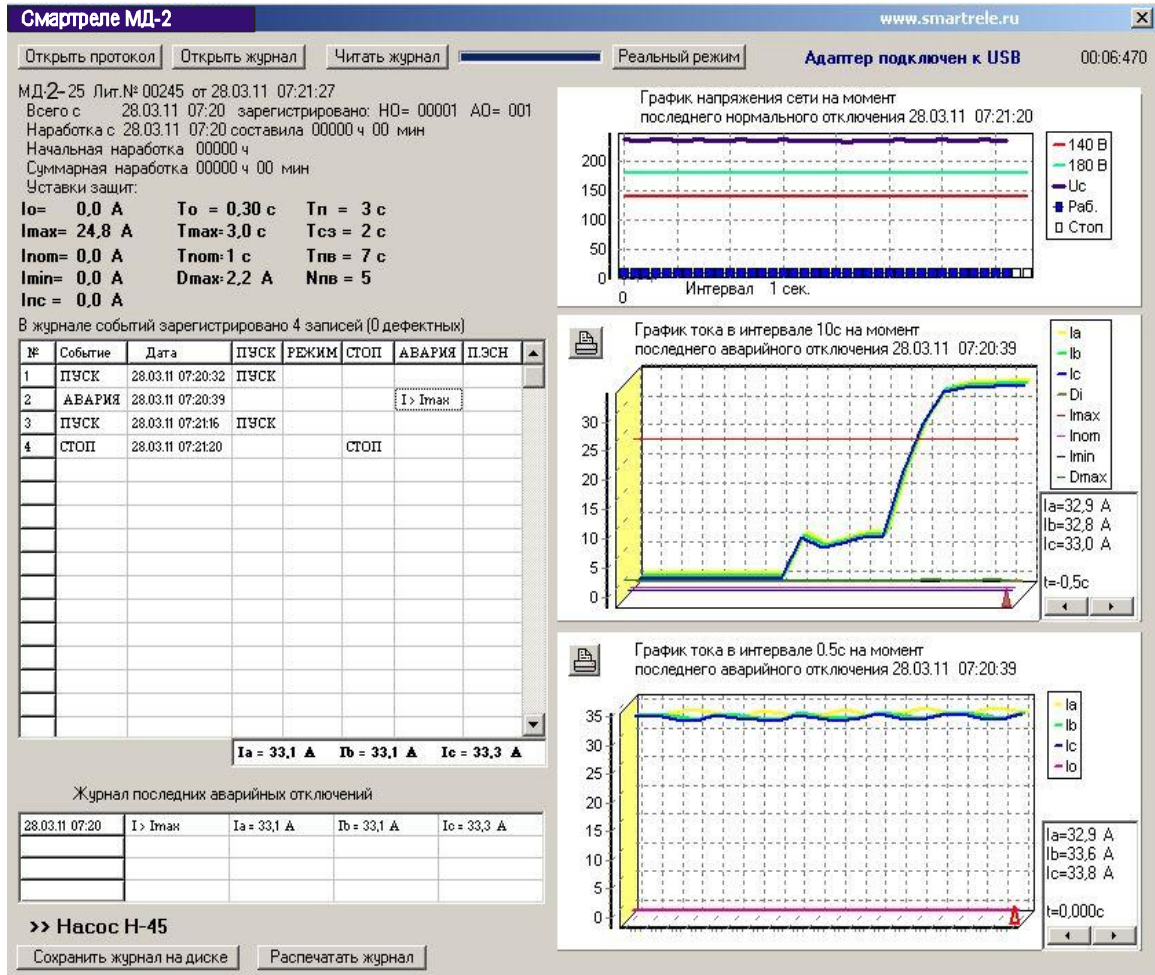 Смартреле МД-2 www.smartrele.ru X
Открыть протокол Открыть журнал Читать журнал Реальный режим Адаптер подключен к USB 00:06:470
МД-2-25 Лит.№ 00245 от 28.03.11 07:21:27
Всего с 28.03.11 07:20 зарегистрировано: НО= 00001 АО= 001
Наработка с 28.03.11 07:20 составила 00000 ч 00 мин
Начальная наработка 00000 ч
Суммарная наработка 00000 ч 00 мин
Уставки защит:
Io= 0,0 А То = 0,30 с Тп = 3 с
Imax= 24,8 А Tmax= 3,0 с Тсз = 2 с
Inom= 0,0 А Tnom= 1 с Тпв = 7 с
Imin= 0,0 А Dmax= 2,2 А Nпв = 5
Inc = 0,0 А
В журнале событий зарегистрировано 4 записей (0 дефектных)
№ Событие Дата ПУСК РЕЖИМ СТОП АВАРИЯ П.ЭСН
1 ПУСК 28.03.11 07:20:32 ПУСК
2 АВАРИЯ 28.03.11 07:20:39 I > Imax
3 ПУСК 28.03.11 07:21:16 ПУСК
4 СТОП 28.03.11 07:21:20 СТОП
Ia = 33,1 А Ib = 33,1 А Ic = 33,3 А
Журнал последних аварийных отключений
28.03.11 07:20 I > Imax Ia = 33,1 А Ib = 33,1 А Ic = 33,3 А
>> Насос Н-45
Сохранить журнал на диске Распечатать журнал
График напряжения сети на момент
последнего нормального отключения 28.03.11 07:21:20
200
150
100
50
0
0
Интервал 1 сек.
140 В
180 В
Uc
Раб.
Стоп
График тока в интервале 10с на момент
последнего аварийного отключения 28.03.11 07:20:39
30
25
20
15
10
5
0
Ia
Ib
Ic
Di
Imax
Inom
Imin
Dmax
Ia=32,9 А
Ib=32,8 А
Ic=33,0 А
t=-0,5с
График тока в интервале 0.5с на момент
последнего аварийного отключения 28.03.11 07:20:39
35
30
25
20
15
10
5
0
Ia
Ib
Ic
Io
Ia=32,9 А
Ib=33,6 А
Ic=33,8 А
t=0,000с